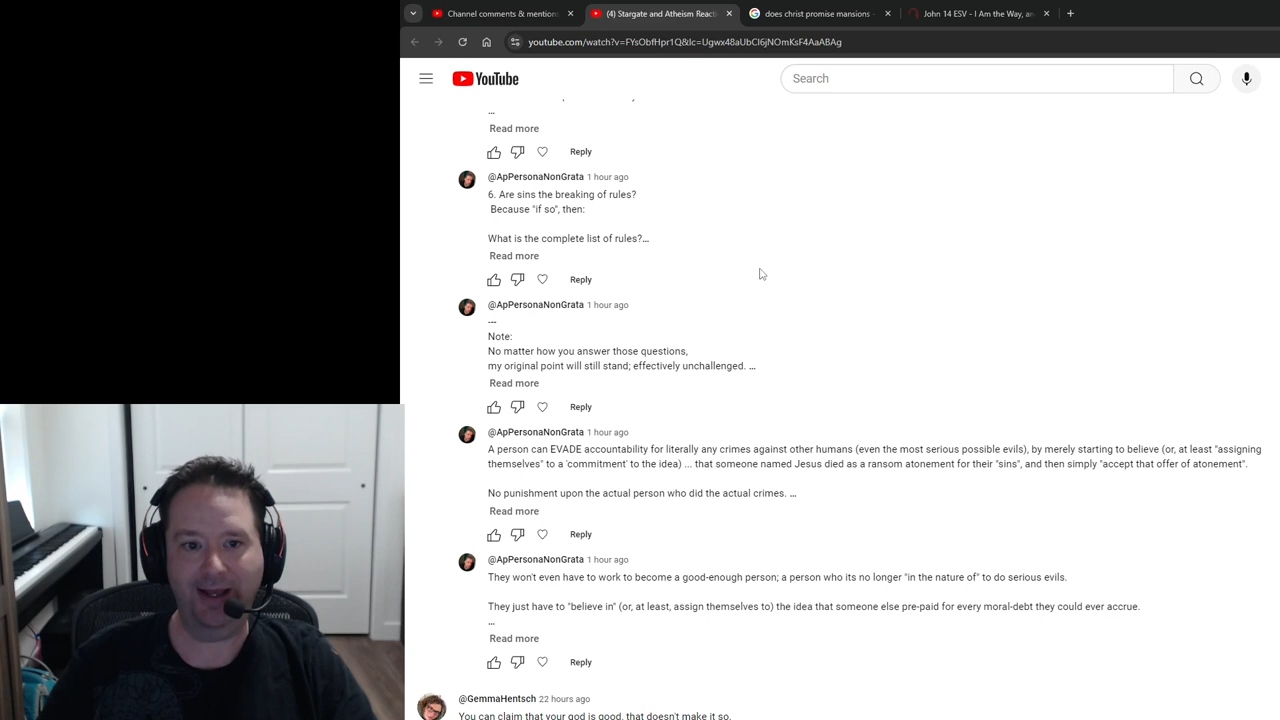 Channel comments & mention
(4) Stargate and Atheism Reacti
does christ promise mansions -
John 14 ESV - I Am the Way, an
youtube.com/watch?v=FYsObfHpr1Q&lc=Ugwx48aUbCl6jNOmKsF4AaABAg
YouTube
Search
...
Read more
Reply
@ApPersonaNonGrata 1 hour ago
6. Are sins the breaking of rules?
Because "if so", then:
What is the complete list of rules?...
Read more
Reply
@ApPersonaNonGrata 1 hour ago
---
Note:
No matter how you answer those questions,
my original point will still stand; effectively unchallenged. ...
Read more
Reply
@ApPersonaNonGrata 1 hour ago
A person can EVADE accountability for literally any crimes against other humans (even the most serious possible evils), by merely starting to believe (or, at least "assigning
themselves" to a 'commitment' to the idea) ... that someone named Jesus died as a ransom atonement for their "sins", and then simply "accept that offer of atonement".
No punishment upon the actual person who did the actual crimes. ...
Read more
Reply
@ApPersonaNonGrata 1 hour ago
They won't even have to work to become a good-enough person; a person who its no longer "in the nature of" to do serious evils.
They just have to "believe in" (or, at least, assign themselves to) the idea that someone else pre-paid for every moral-debt they could ever accrue.
...
Read more
Reply
@GemmaHentsch 22 hours ago
You can claim that your god is good, that doesn't make it so.